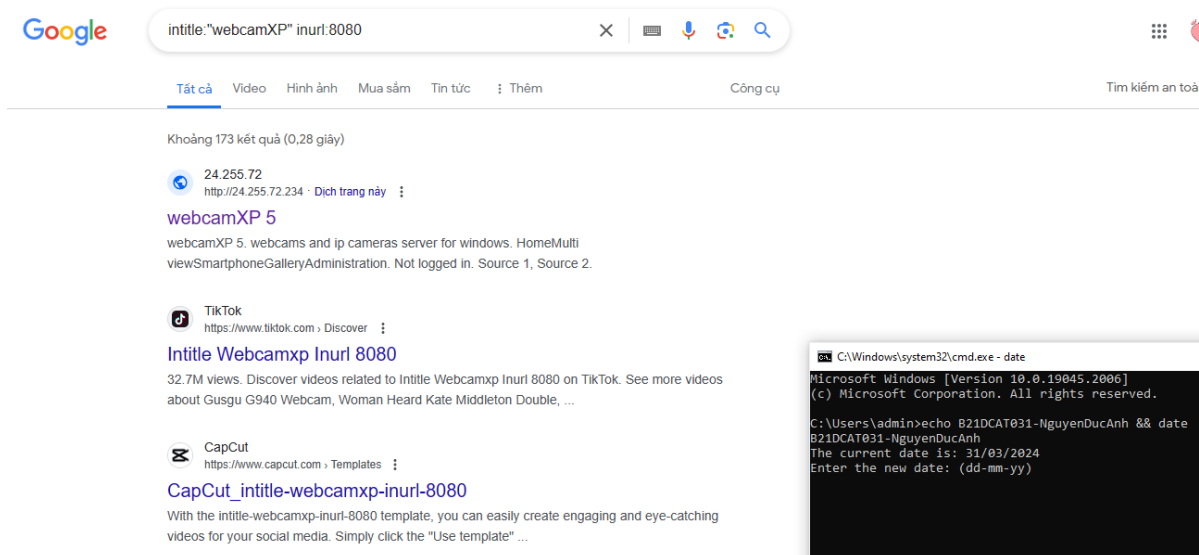 Google
intitle:"webcamXP" inurl:8080
Tất cả Video Hình ảnh Mua sắm Tin tức Thêm Công cụ Tìm kiếm an toà
Khoảng 173 kết quả (0,28 giây)
24.255.72
http://24.255.72.234 · Dịch trang này
webcamXP 5
webcamXP 5. webcams and ip cameras server for windows. HomeMulti
viewSmartphoneGalleryAdministration. Not logged in. Source 1, Source 2.
TikTok
https://www.tiktok.com › Discover
Intitle Webcamxp Inurl 8080
32.7M views. Discover videos related to Intitle Webcamxp Inurl 8080 on TikTok. See more videos
about Gusgu G940 Webcam, Woman Heard Kate Middleton Double, ...
CapCut
https://www.capcut.com › Templates
CapCut_intitle-webcamxp-inurl-8080
With the intitle-webcamxp-inurl-8080 template, you can easily create engaging and eye-catching
videos for your social media. Simply click the "Use template" ...
C:\Windows\system32\cmd.exe - date
Microsoft Windows [Version 10.0.19045.2006]
(c) Microsoft Corporation. All rights reserved.
C:\Users\admin>echo B21DCAT031-NguyenDucAnh && date
B21DCAT031-NguyenDucAnh
The current date is: 31/03/2024
Enter the new date: (dd-mm-yy)